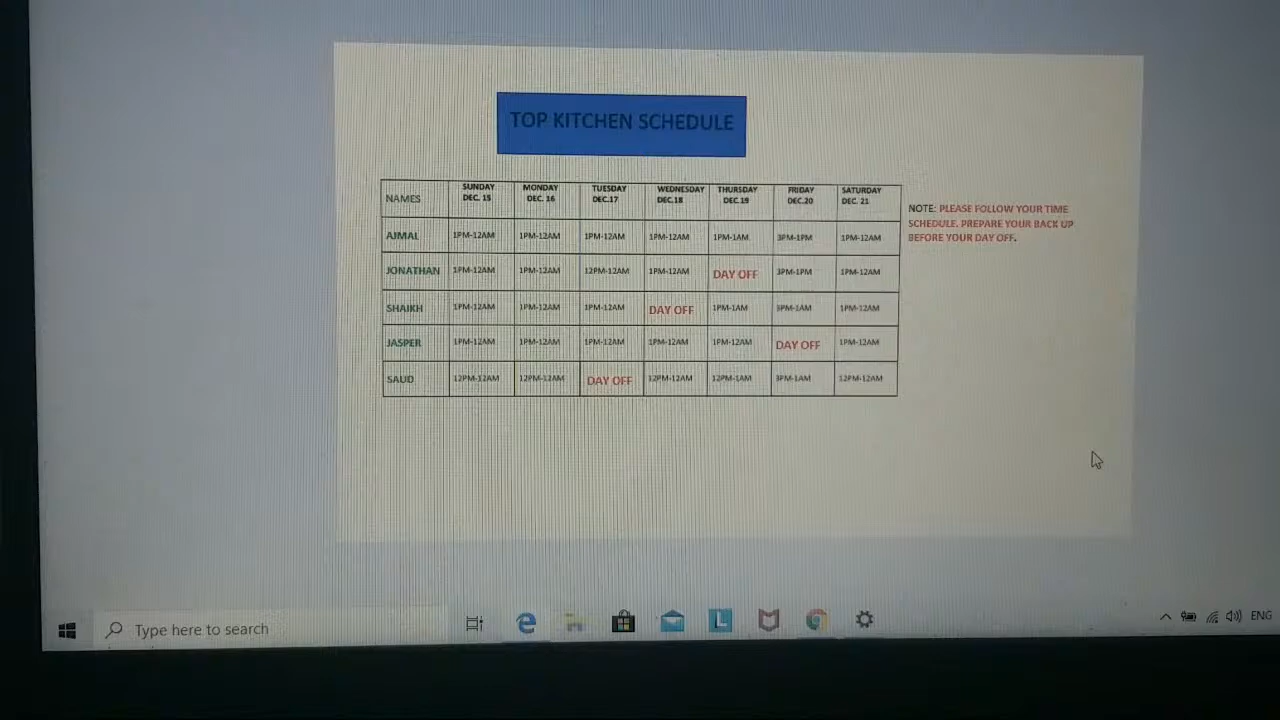 TOP KITCHEN SCHEDULE
NAMES SUNDAY DEC. 15 MONDAY DEC. 16 TUESDAY DEC.17 WEDNESDAY DEC.18 THURSDAY DEC.19 FRIDAY DEC.20 SATURDAY DEC. 21
AJMAL 1PM-12AM 1PM-12AM 1PM-12AM 1PM-12AM 1PM-1AM 3PM-1PM 1PM-12AM
JONATHAN 1PM-12AM 1PM-12AM 12PM-12AM 1PM-12AM DAY OFF 3PM-1PM 1PM-12AM
SHAIKH 1PM-12AM 1PM-12AM 1PM-12AM DAY OFF 1PM-1AM 3PM-1AM 1PM-12AM
JASPER 1PM-12AM 1PM-12AM 1PM-12AM 1PM-12AM 1PM-12AM DAY OFF 1PM-12AM
SAUD 12PM-12AM 12PM-12AM DAY OFF 12PM-12AM 12PM-1AM 3PM-1AM 12PM-12AM
NOTE: PLEASE FOLLOW YOUR TIME
SCHEDULE. PREPARE YOUR BACK UP
BEFORE YOUR DAY OFF.
Type here to search
L
ENG